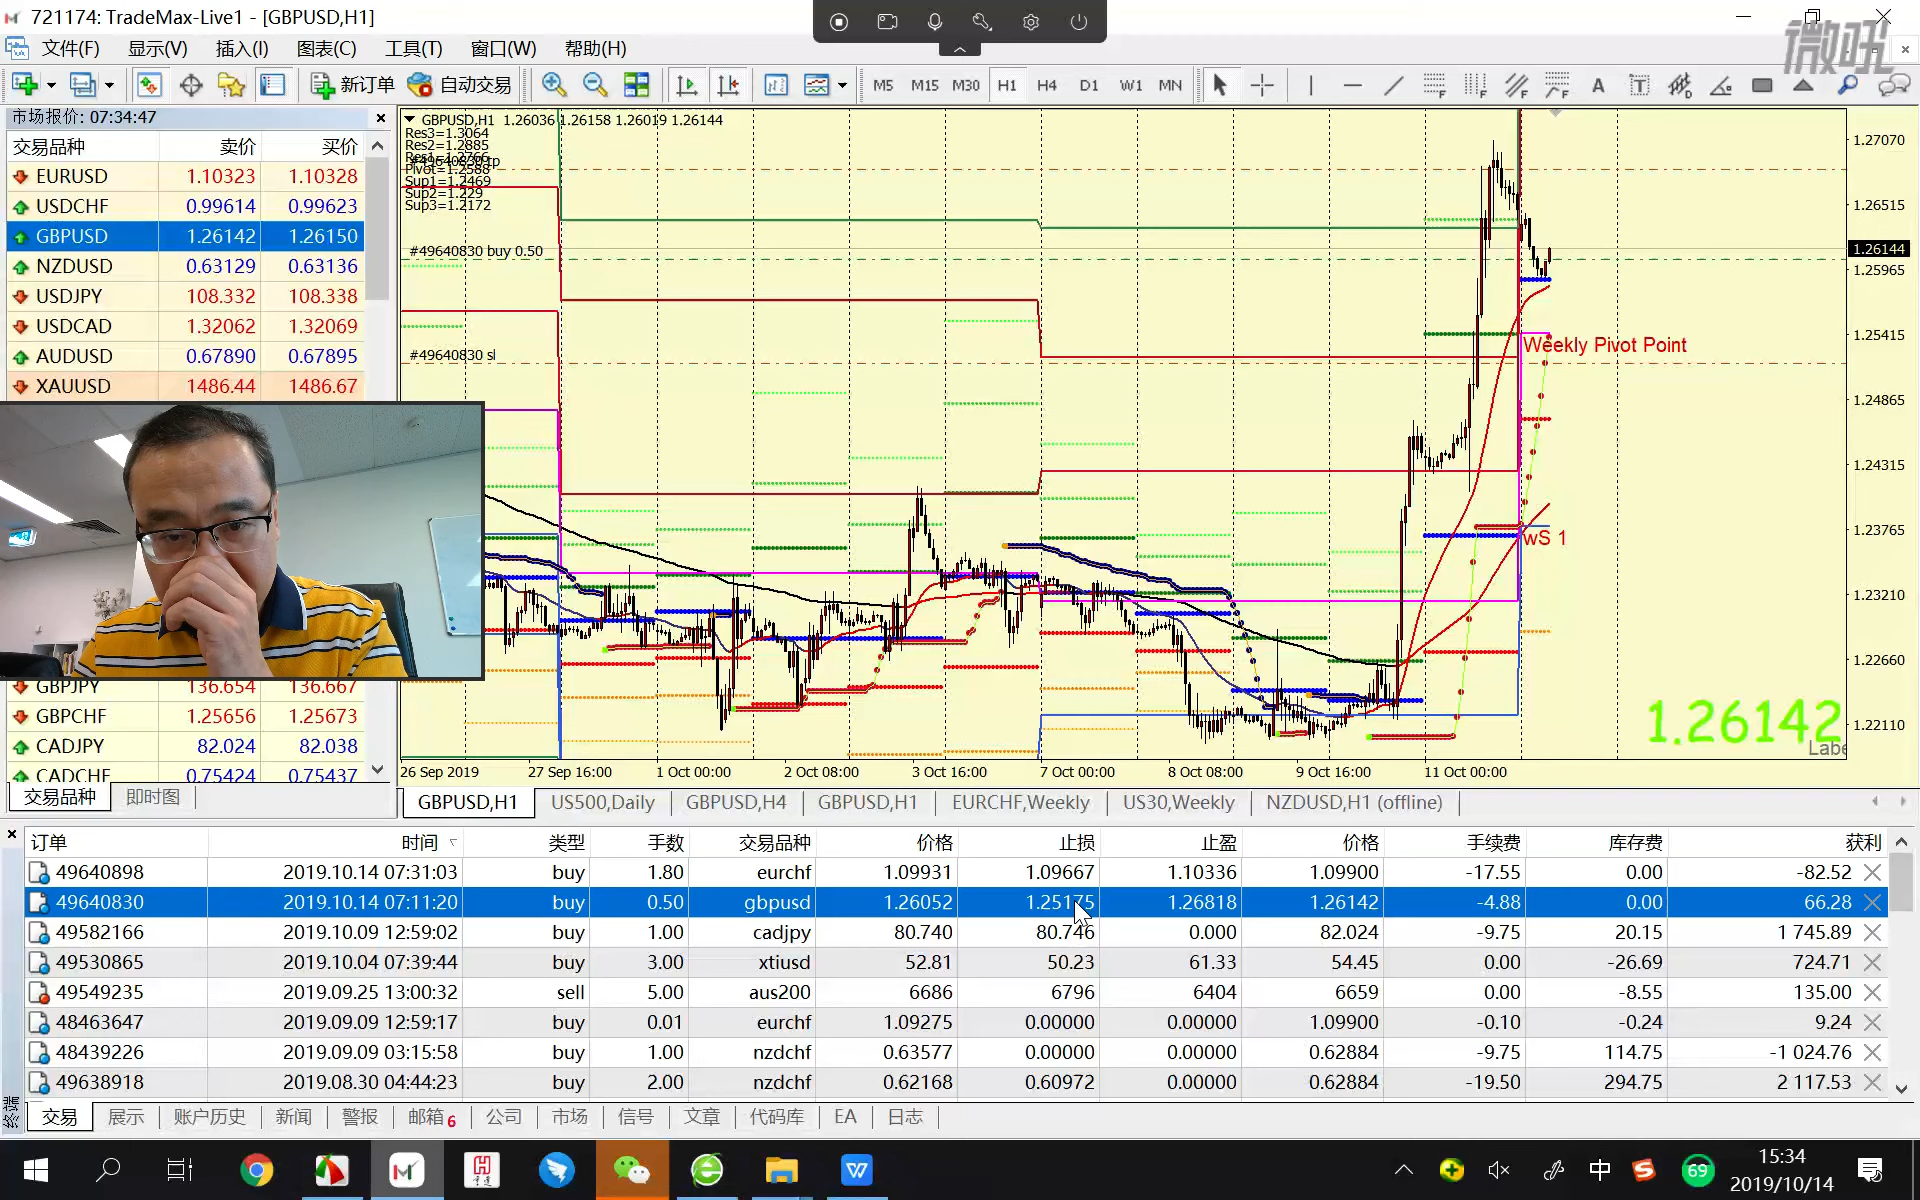 721174: TradeMax-Live1 - [GBPUSD,H1]
微吼
文件(F) 显示(V) 插入(I) 图表(C) 工具(T) 窗口(W) 帮助(H)
新订单 自动交易 M5 M15 M30 H1 H4 D1 W1 MN
市场报价: 07:34:47
交易品种 卖价 买价
EURUSD 1.10323 1.10328
USDCHF 0.99614 0.99623
GBPUSD 1.26142 1.26150
NZDUSD 0.63129 0.63136
USDJPY 108.332 108.338
USDCAD 1.32062 1.32069
AUDUSD 0.67890 0.67895
XAUUSD 1486.44 1486.67
GBPJPY 136.654 136.667
GBPCHF 1.25656 1.25673
CADJPY 82.024 82.038
CADCHF 0.75424 0.75437
交易品种 即时图
GBPUSD,H1 1.26036 1.26158 1.26019 1.26144
Res3=1.3064
Res2=1.2885
Pivot=1.2588
Sup1=1.2469
Sup2=1.229
Sup3=1.2172
#49640830 buy 0.50
#49640830 sl
Weekly Pivot Point
wS 1
1.26142
Labe
1.27070
1.26515
1.26144
1.25965
1.25415
1.24865
1.24315
1.23765
1.23210
1.22660
1.22110
26 Sep 2019 27 Sep 16:00 1 Oct 00:00 2 Oct 08:00 3 Oct 16:00 7 Oct 00:00 8 Oct 08:00 9 Oct 16:00 11 Oct 00:00
GBPUSD,H1 US500,Daily GBPUSD,H4 GBPUSD,H1 EURCHF,Weekly US30,Weekly NZDUSD,H1 (offline)
订单 时间 类型 手数 交易品种 价格 止损 止盈 价格 手续费 库存费 获利
49640898 2019.10.14 07:31:03 buy 1.80 eurchf 1.09931 1.09667 1.10336 1.09900 -17.55 0.00 -82.52
49640830 2019.10.14 07:11:20 buy 0.50 gbpusd 1.26052 1.25175 1.26818 1.26142 -4.88 0.00 66.28
49582166 2019.10.09 12:59:02 buy 1.00 cadjpy 80.740 80.746 0.000 82.024 -9.75 20.15 1 745.89
49530865 2019.10.04 07:39:44 buy 3.00 xtiusd 52.81 50.23 61.33 54.45 0.00 -26.69 724.71
49549235 2019.09.25 13:00:32 sell 5.00 aus200 6686 6796 6404 6659 0.00 -8.55 135.00
48463647 2019.09.09 12:59:17 buy 0.01 eurchf 1.09275 0.00000 0.00000 1.09900 -0.10 -0.24 9.24
48439226 2019.09.09 03:15:58 buy 1.00 nzdchf 0.63577 0.00000 0.00000 0.62884 -9.75 114.75 -1 024.76
49638918 2019.08.30 04:44:23 buy 2.00 nzdchf 0.62168 0.60972 0.00000 0.62884 -19.50 294.75 2 117.53
终端
交易 展示 账户历史 新闻 警报 邮箱 6 公司 市场 信号 文章 代码库 EA 日志
中 69
15:34
2019/10/14